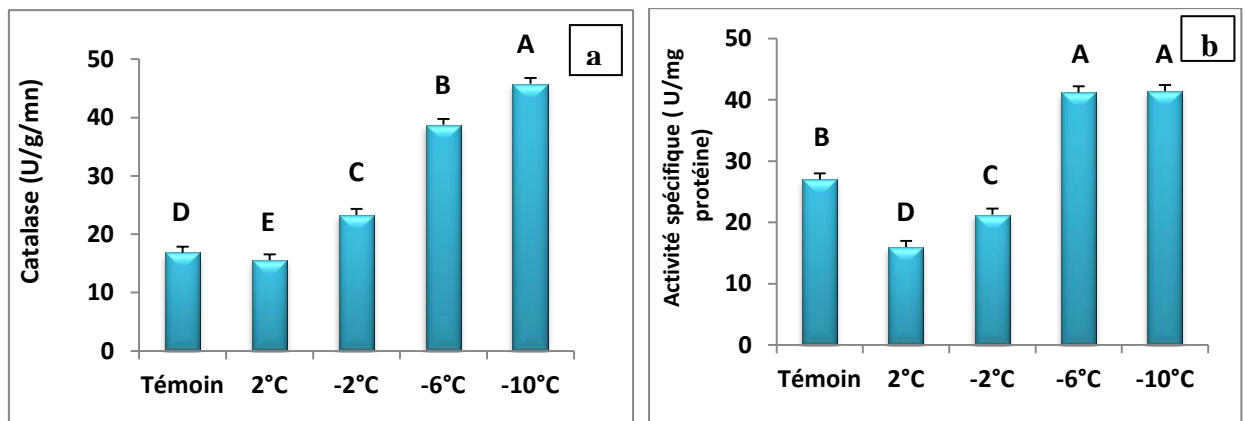 a
Catalase (U/g/mn)
50
40
30
20
10
0
D
E
C
B
A
Témoin 2°C -2°C -6°C -10°C
b
Activité spécifique ( U/mg
protéine)
50
40
30
20
10
0
B
D
C
A
A
Témoin 2°C -2°C -6°C -10°C